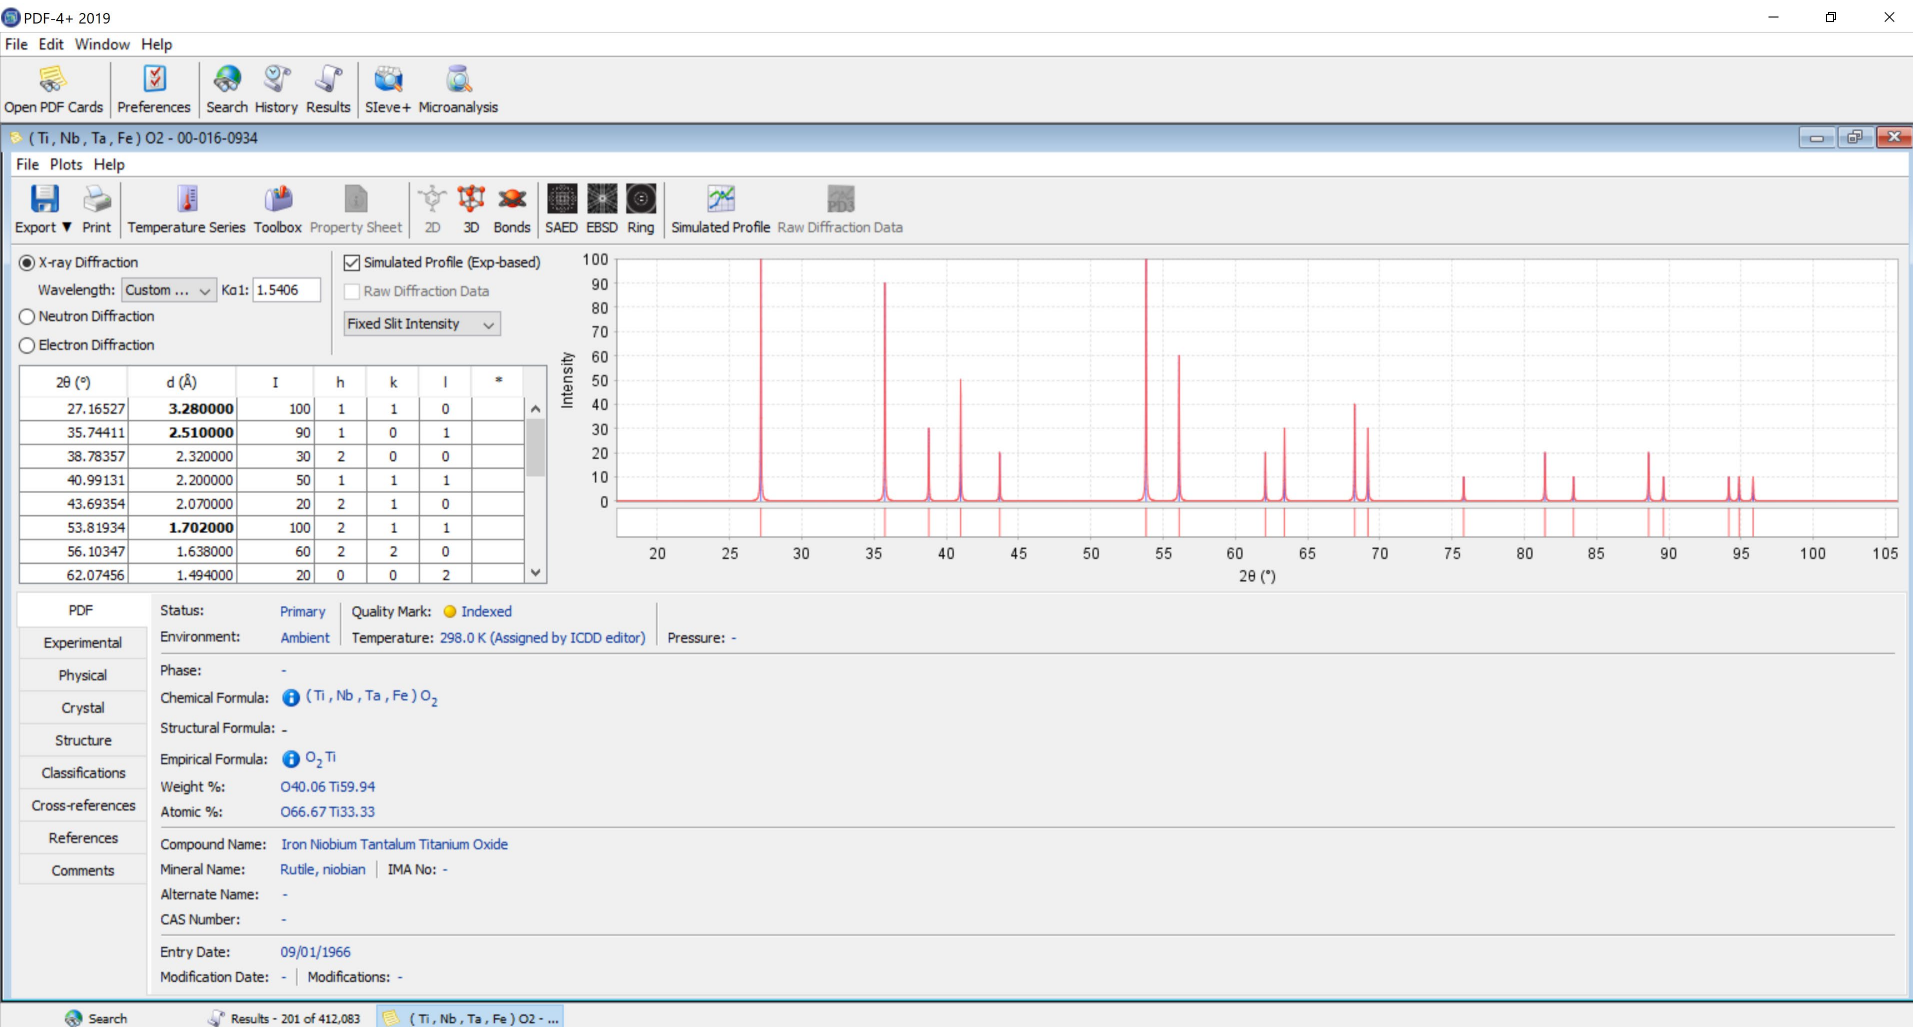 PDF-4+ 2019
File Edit Window Help
Open PDF Cards Preferences Search History Results SIeve+ Microanalysis
( Ti , Nb , Ta , Fe ) O2 - 00-016-0934
File Plots Help
Export ▼ Print Temperature Series Toolbox Property Sheet 2D 3D Bonds SAED EBSD Ring Simulated Profile Raw Diffraction Data
PD3
X-ray Diffraction
Wavelength: Custom ... Kα1: 1.5406
Neutron Diffraction
Electron Diffraction
Simulated Profile (Exp-based)
Raw Diffraction Data
Fixed Slit Intensity
2θ (°) d (Å) I h k l *
27.16527 3.280000 100 1 1 0
35.74411 2.510000 90 1 0 1
38.78357 2.320000 30 2 0 0
40.99131 2.200000 50 1 1 1
43.69354 2.070000 20 2 1 0
53.81934 1.702000 100 2 1 1
56.10347 1.638000 60 2 2 0
62.07456 1.494000 20 0 0 2
Intensity
100
90
80
70
60
50
40
30
20
10
0
20 25 30 35 40 45 50 55 60 65 70 75 80 85 90 95 100 105
2θ (°)
PDF
Experimental
Physical
Crystal
Structure
Classifications
Cross-references
References
Comments
Status: Primary Quality Mark: Indexed
Environment: Ambient Temperature: 298.0 K (Assigned by ICDD editor) Pressure: -
Phase: -
Chemical Formula: ( Ti , Nb , Ta , Fe ) O2
Structural Formula: -
Empirical Formula: O2 Ti
Weight %: O40.06 Ti59.94
Atomic %: O66.67 Ti33.33
Compound Name: Iron Niobium Tantalum Titanium Oxide
Mineral Name: Rutile, niobian IMA No: -
Alternate Name: -
CAS Number: -
Entry Date: 09/01/1966
Modification Date: - Modifications: -
Search Results - 201 of 412,083 ( Ti , Nb , Ta , Fe ) O2 - ...